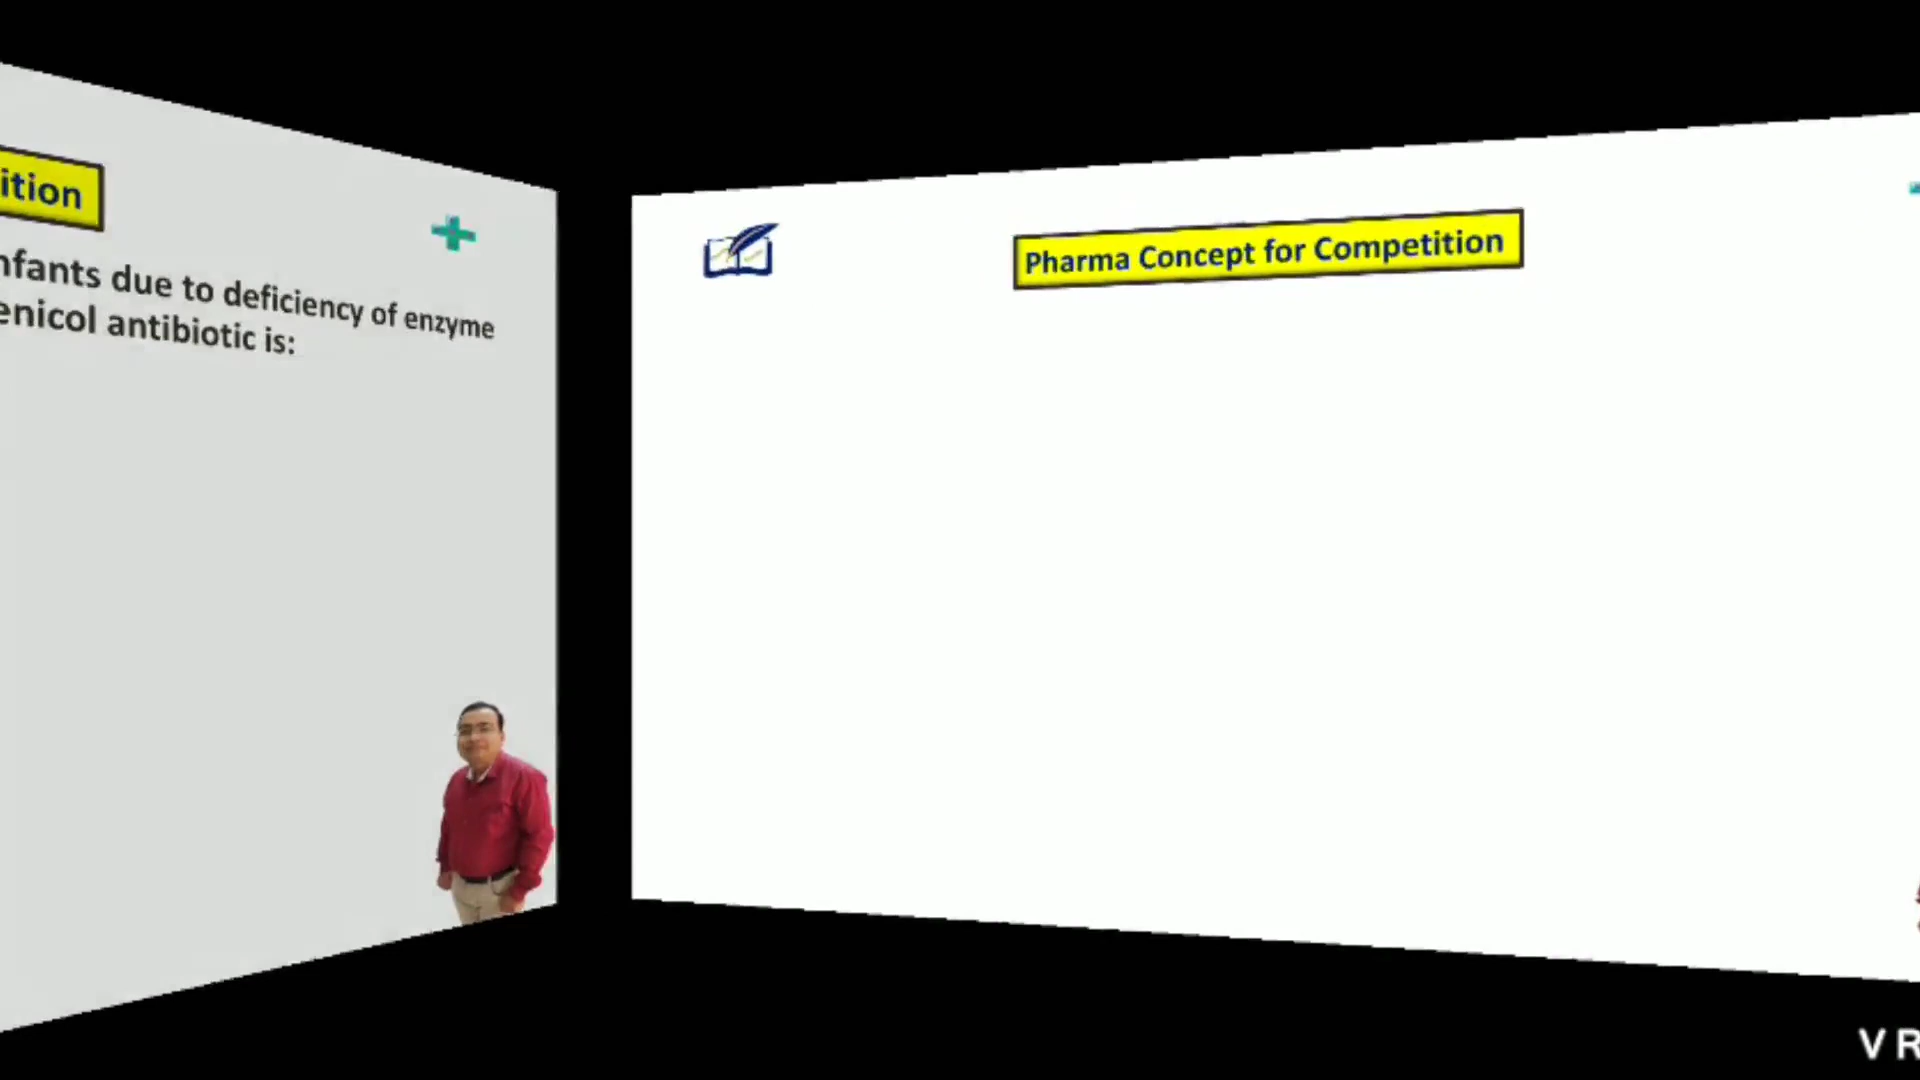 ition
nfants due to deficiency of enzyme
enicol antibiotic is:
Pharma Concept for Competition
V R